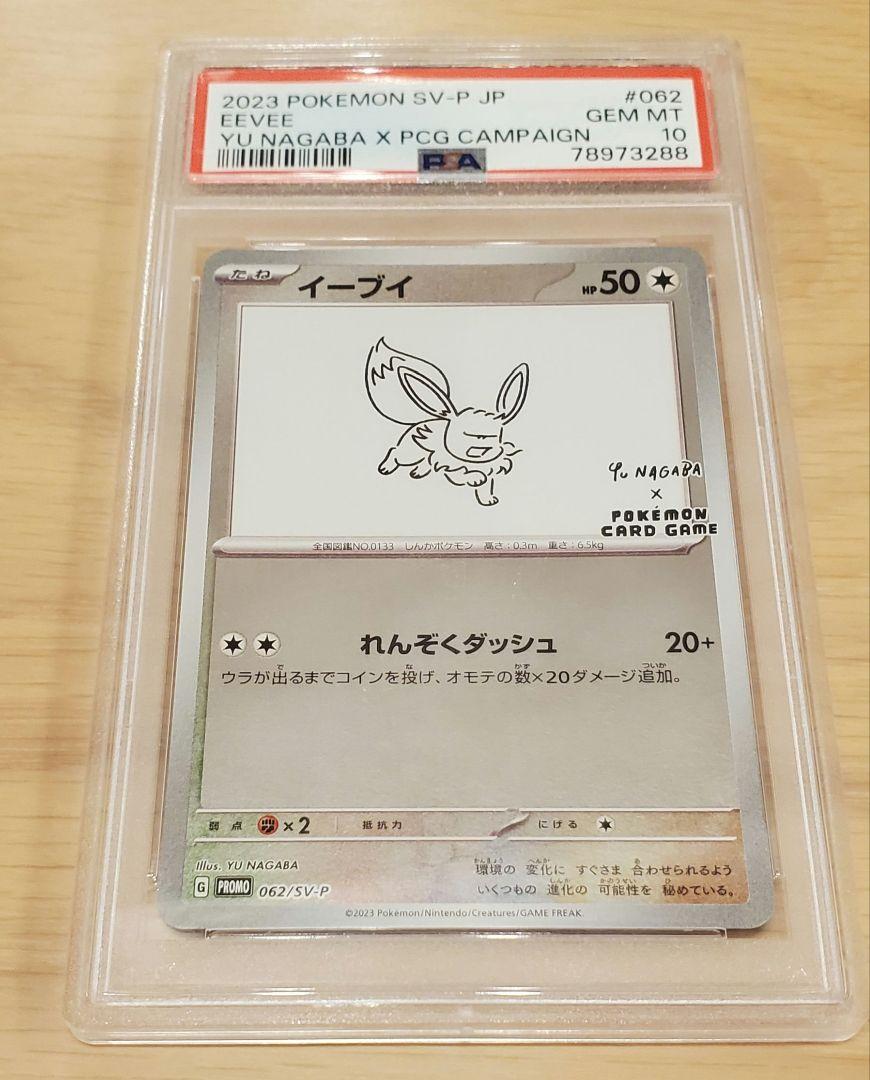 2023 POKEMON SV-P JP #062
EEVEE GEM MT
YU NAGABA X PCG CAMPAIGN 10
PSA 78973288
たね イーブイ HP 50
YU NAGABA
×
POKÉMON
CARD GAME
全国図鑑NO.0133 しんかポケモン 高さ:0.3m 重さ:6.5kg
れんぞくダッシュ 20+
ウラが出るまでコインを投げ、オモテの数×20ダメージ追加。
弱点 ×2 抵抗力 にげる
Illus. YU NAGABA
環境の 変化に すぐさま 合わせられるよう
G PROMO 062/SV-P
いくつもの 進化の 可能性を 秘めている。
©2023 Pokémon/Nintendo/Creatures/GAME FREAK.